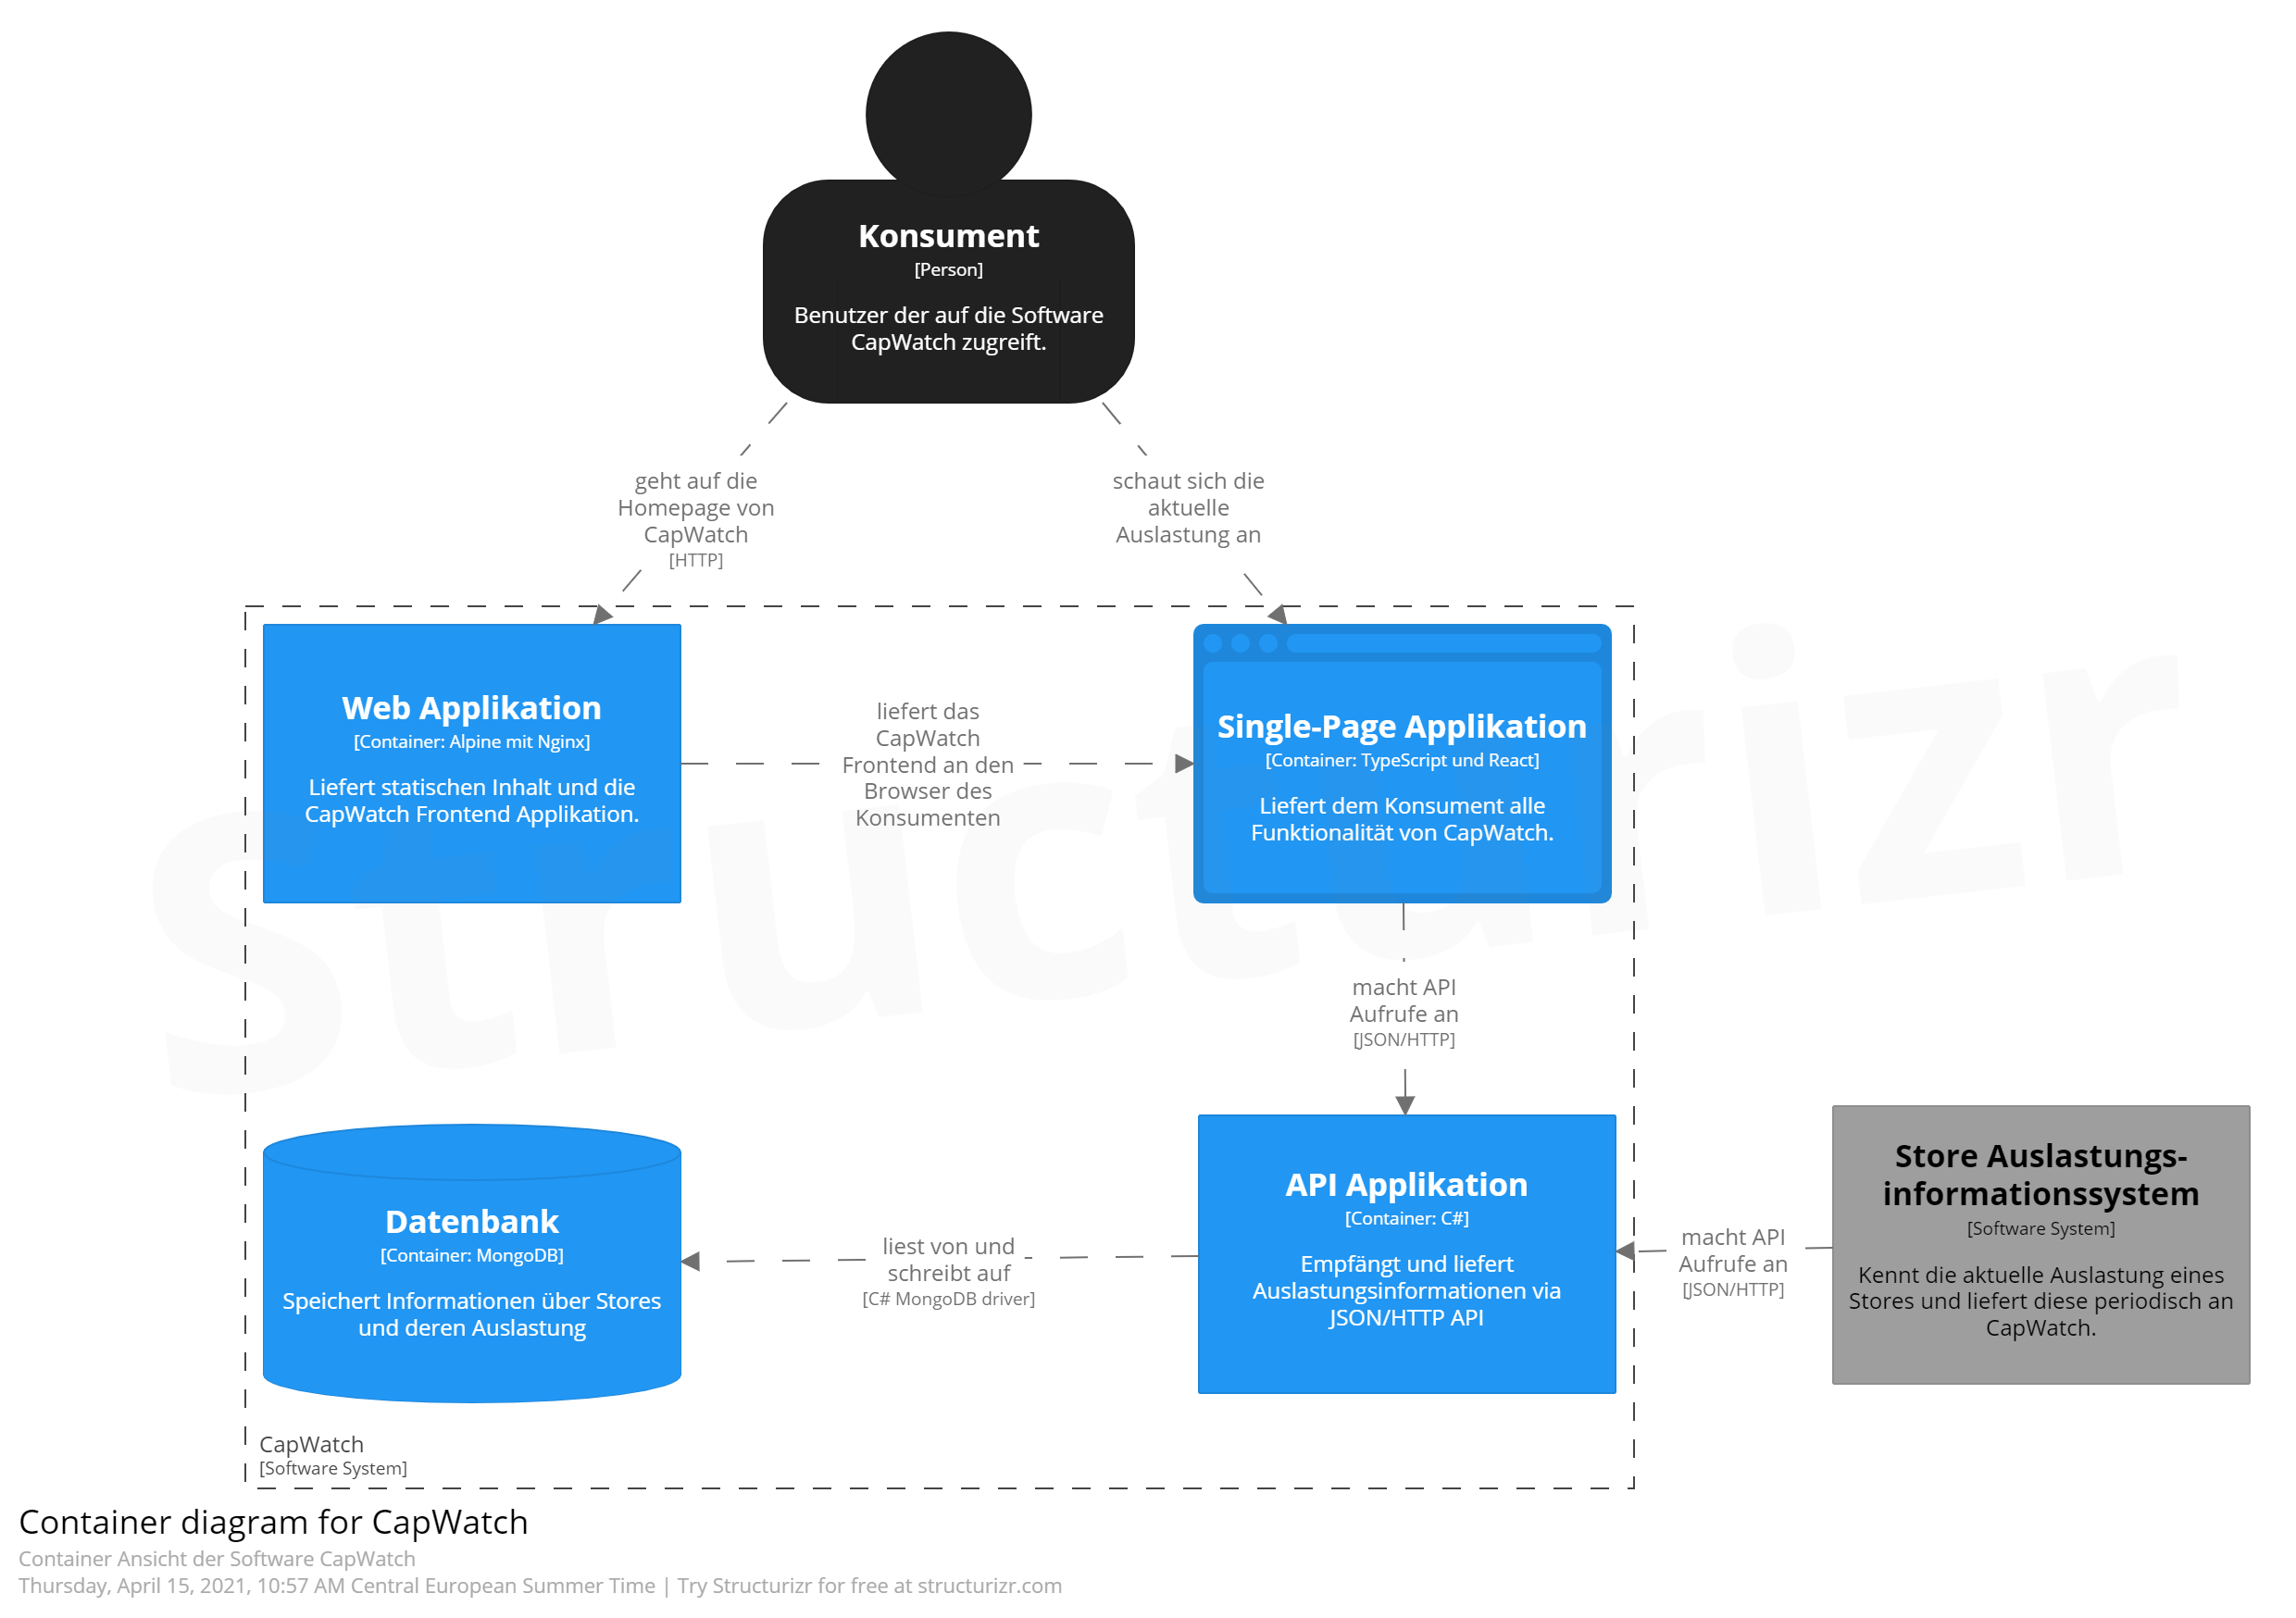 Konsument
[Person]
Benutzer der auf die Software
CapWatch zugreift.
geht auf die
Homepage von
CapWatch
[HTTP]
schaut sich die
aktuelle
Auslastung an
Web Applikation
[Container: Alpine mit Nginx]
Liefert statischen Inhalt und die
CapWatch Frontend Applikation.
liefert das
CapWatch
Frontend an den
Browser des
Konsumenten
Single-Page Applikation
[Container: TypeScript und React]
Liefert dem Konsument alle
Funktionalität von CapWatch.
Structurizr
macht API
Aufrufe an
[JSON/HTTP]
Datenbank
[Container: MongoDB]
Speichert Informationen über Stores
und deren Auslastung
liest von und
schreibt auf
[C# MongoDB driver]
API Applikation
[Container: C#]
Empfängt und liefert
Auslastungsinformationen via
JSON/HTTP API
macht API
Aufrufe an
[JSON/HTTP]
Store Auslastungs-
informationssystem
[Software System]
Kennt die aktuelle Auslastung eines
Stores und liefert diese periodisch an
CapWatch.
CapWatch
[Software System]
Container diagram for CapWatch
Container Ansicht der Software CapWatch
Thursday, April 15, 2021, 10:57 AM Central European Summer Time | Try Structurizr for free at structurizr.com